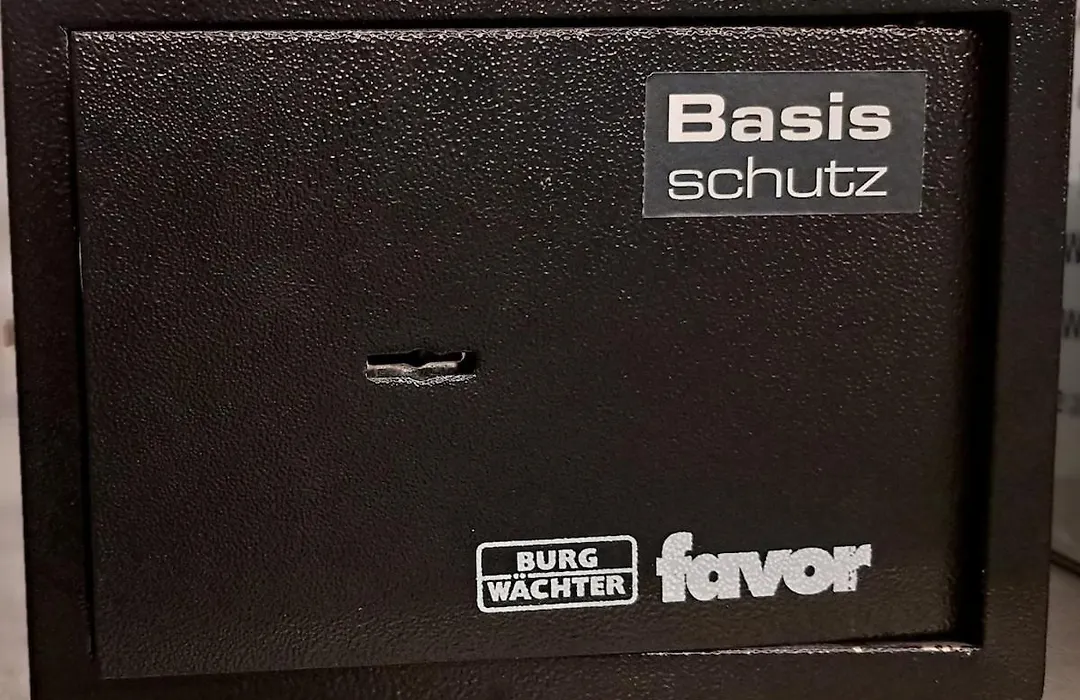 Basis
schutz
BURG
WÄCHTER
favor